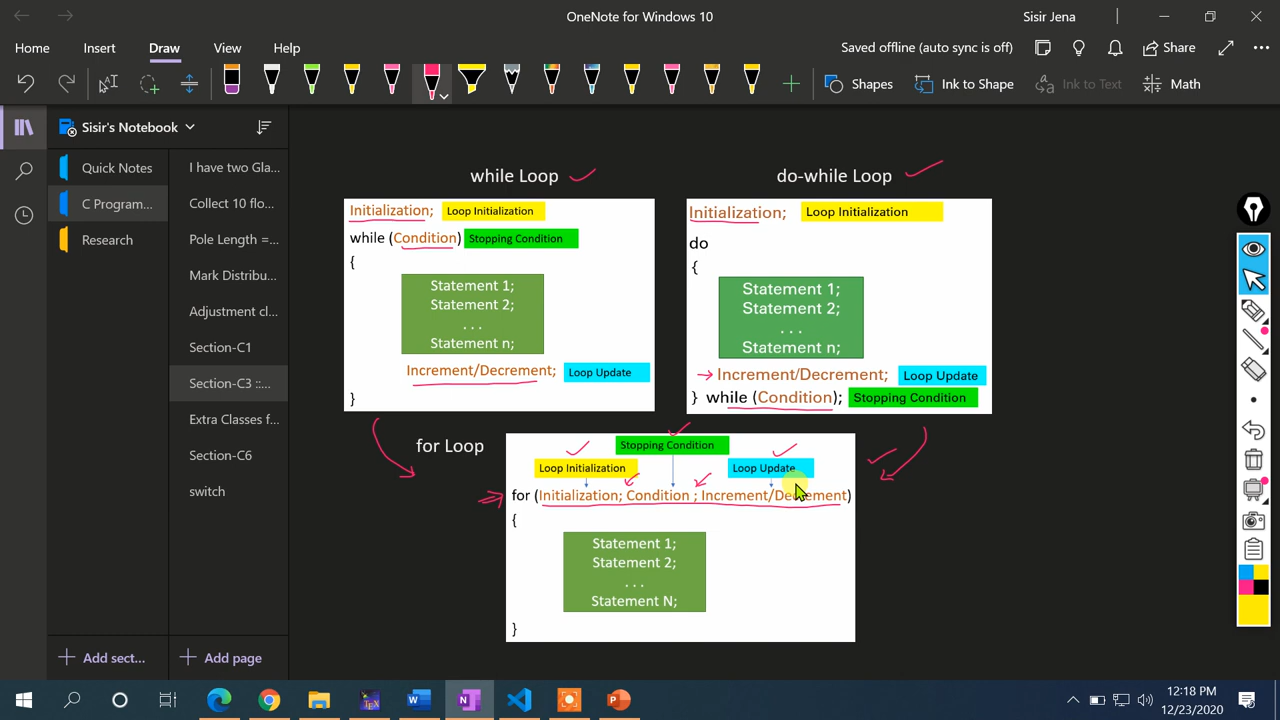 OneNote for Windows 10
Sisir Jena
Home Insert Draw View Help
Saved offline (auto sync is off)
Share
Shapes
Ink to Shape
Ink to Text
Math
Sisir's Notebook
Quick Notes
C Program...
Research
I have two Gla...
Collect 10 flo...
Pole Length =...
Mark Distribu...
Adjustment cl...
Section-C1
Section-C3 ::...
Extra Classes f...
Section-C6
switch
Add sect...
Add page
while Loop
Initialization; Loop Initialization
while (Condition) Stopping Condition
{
Statement 1;
Statement 2;
. . .
Statement n;
Increment/Decrement; Loop Update
}
do-while Loop
Initialization; Loop Initialization
do
{
Statement 1;
Statement 2;
. . .
Statement n;
Increment/Decrement; Loop Update
} while (Condition); Stopping Condition
for Loop
Stopping Condition
Loop Initialization
Loop Update
for (Initialization; Condition ; Increment/Decrement)
{
Statement 1;
Statement 2;
. . .
Statement N;
}
12:18 PM
12/23/2020